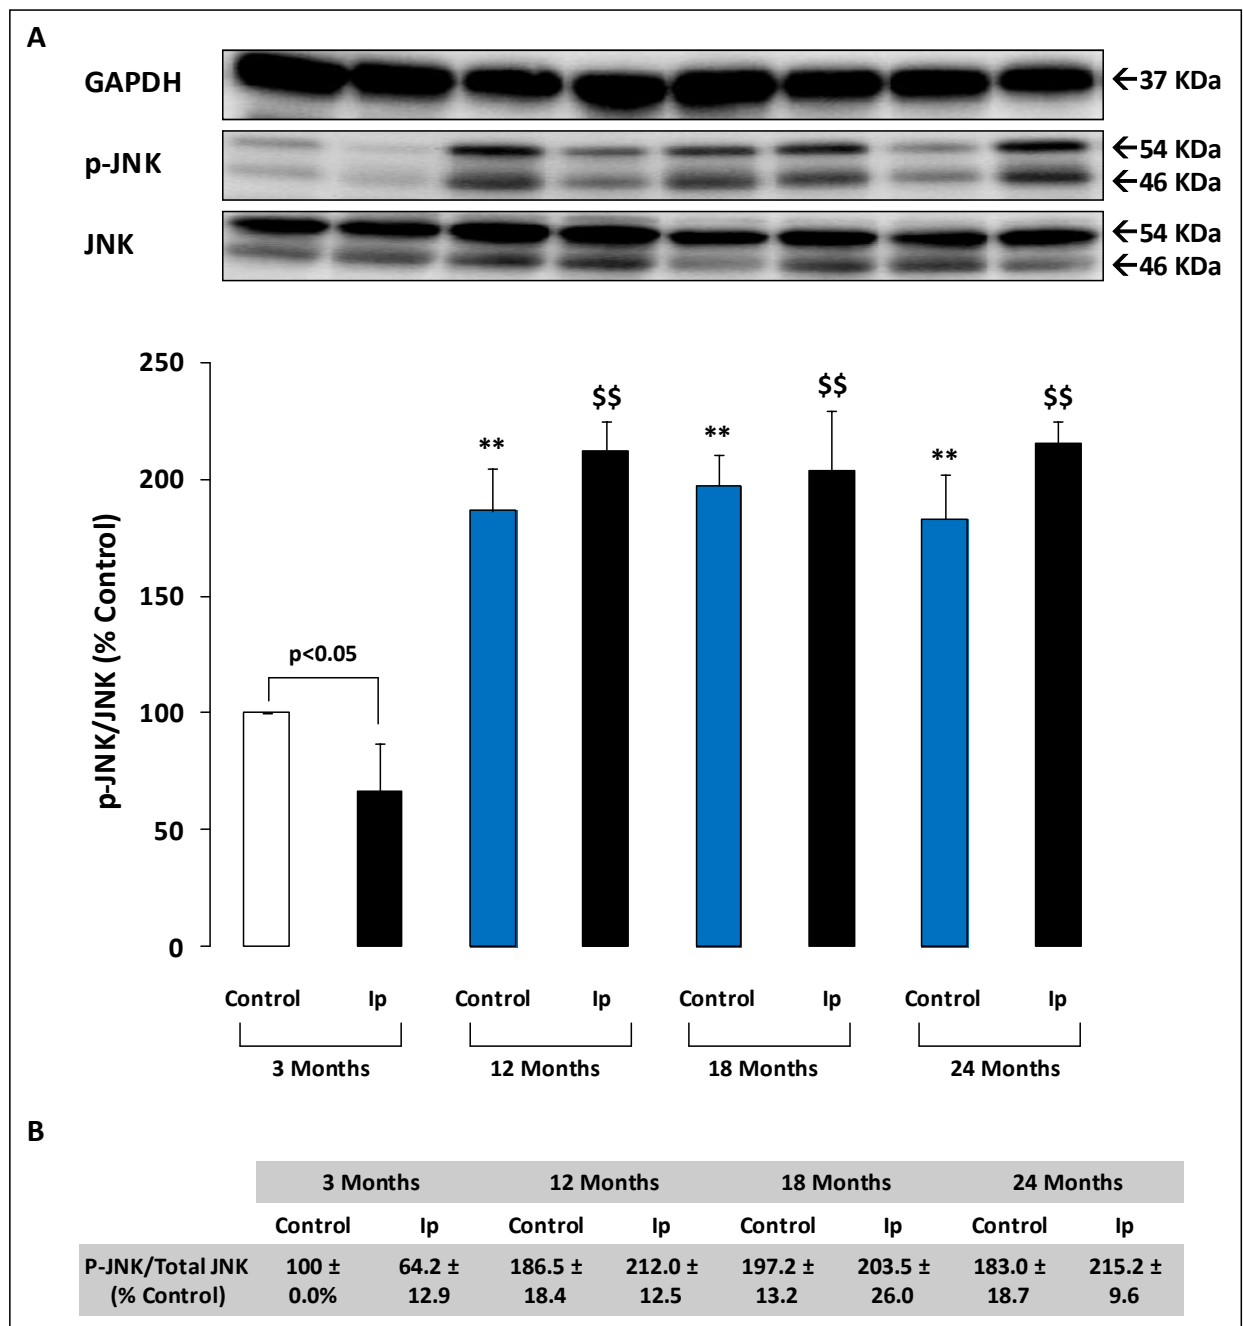 A
GAPDH
←37 KDa
p-JNK
←54 KDa
←46 KDa
JNK
←54 KDa
←46 KDa
p-JNK/JNK (% Control)
250
200
150
100
50
0
p<0.05
** $$ ** $$ ** $$
Control Ip Control Ip Control Ip Control Ip
3 Months 12 Months 18 Months 24 Months
B
3 Months 12 Months 18 Months 24 Months
Control Ip Control Ip Control Ip Control Ip
P-JNK/Total JNK 100 ± 64.2 ± 186.5 ± 212.0 ± 197.2 ± 203.5 ± 183.0 ± 215.2 ±
(% Control) 0.0% 12.9 18.4 12.5 13.2 26.0 18.7 9.6